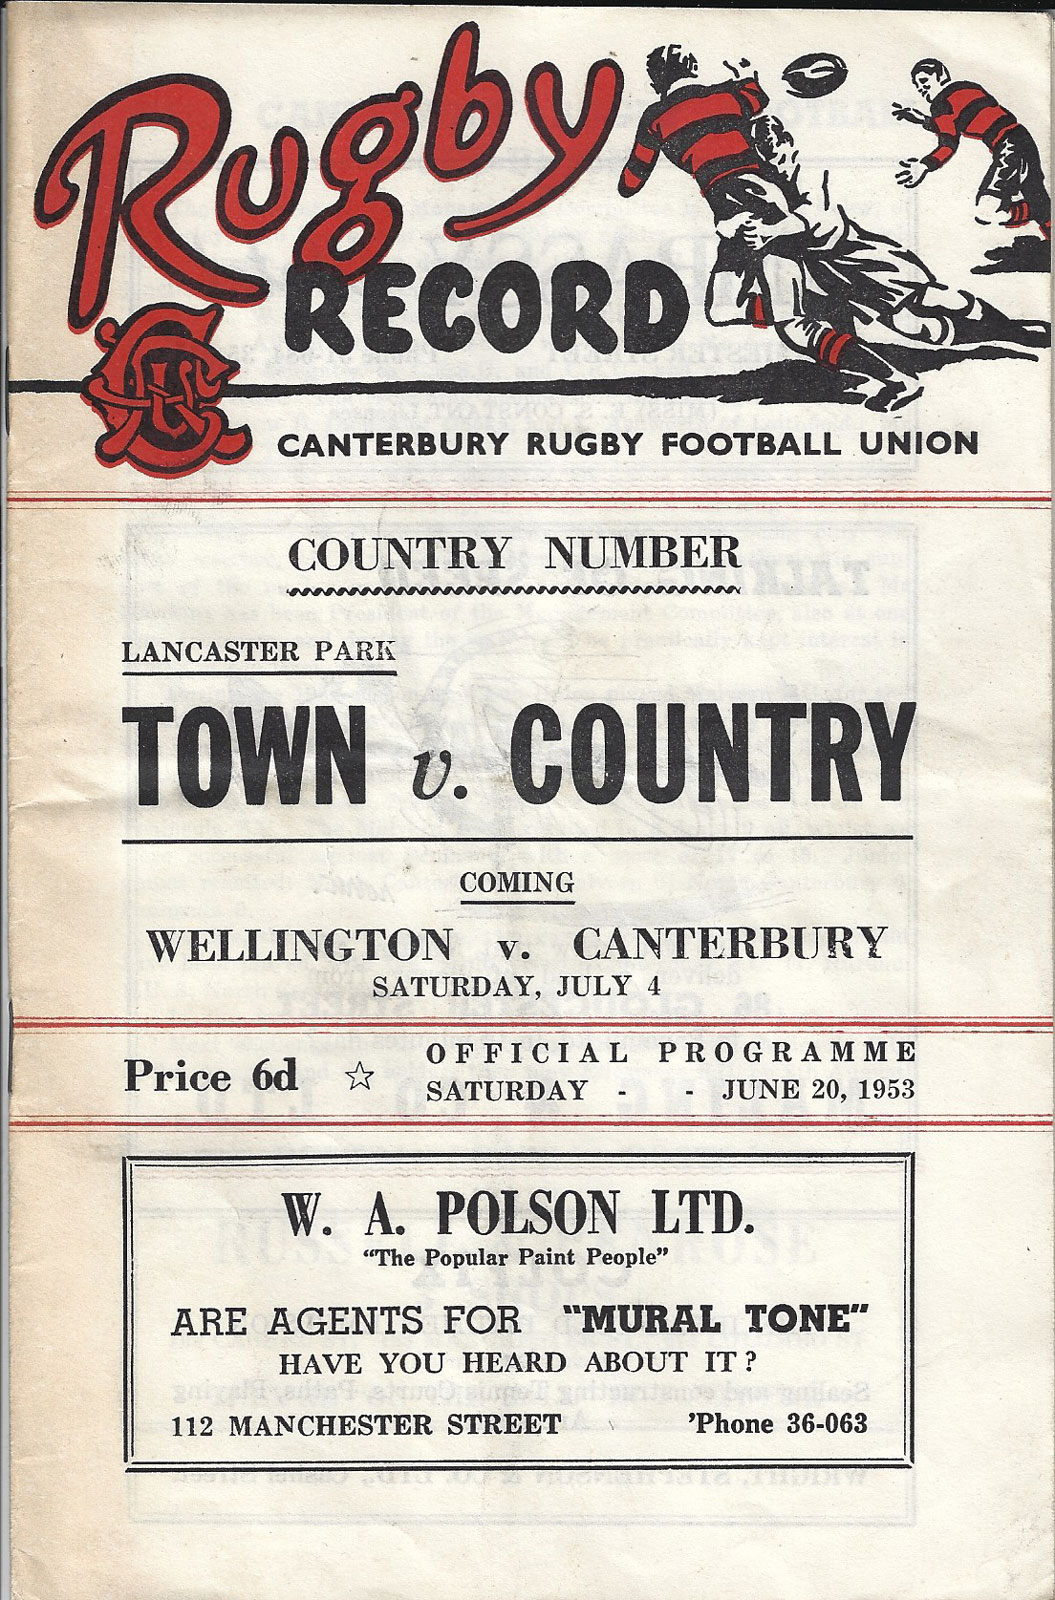 Rugby
RECORD
CANTERBURY RUGBY FOOTBALL UNION
COUNTRY NUMBER
LANCASTER PARK
TOWN v. COUNTRY
COMING
WELLINGTON v. CANTERBURY
SATURDAY, JULY 4
Price 6d ☆ OFFICIAL PROGRAMME
SATURDAY - - JUNE 20, 1953
W. A. POLSON LTD.
"The Popular Paint People"
ARE AGENTS FOR "MURAL TONE"
HAVE YOU HEARD ABOUT IT?
112 MANCHESTER STREET 'Phone 36-063